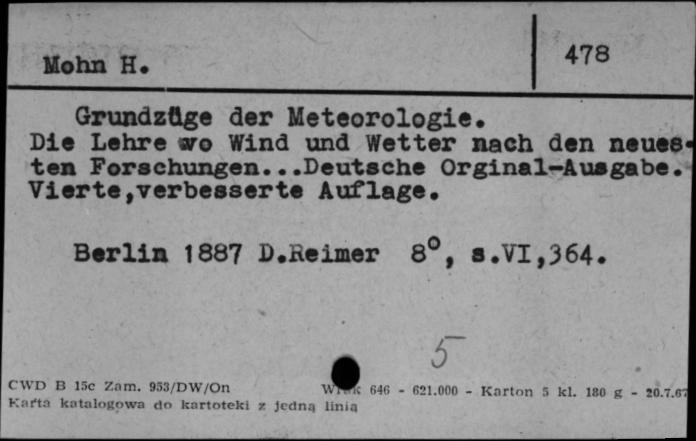 Mohn H.
478
Grundzüge der Meteorologie.
Die Lehre wo Wind und Wetter nach den neues-
ten Forschungen...Deutsche Orginal-Ausgabe.
Vierte,verbesserte Auflage.
Berlin 1887 D.Reimer 8°, s.VI,364.
5
CWD B 15c Zam. 953/DW/On 646 - 621.000 - Karton 5 kl. 180 g - 20.7.67
Karta katalogowa do kartoteki z jedną linią